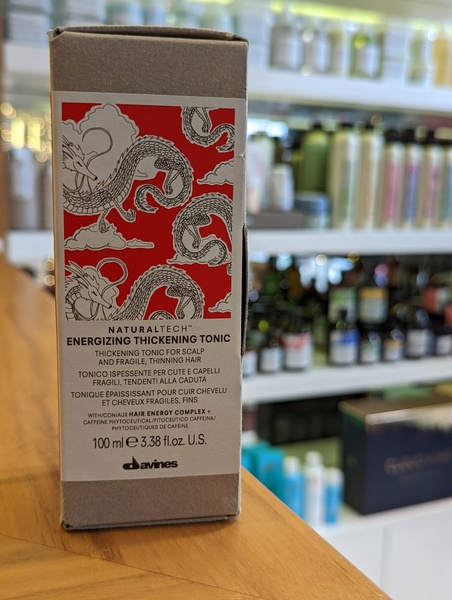 NATURALTECH™
ENERGIZING THICKENING TONIC
THICKENING TONIC FOR SCALP
AND FRAGILE, THINNING HAIR
TONICO ISPESSENTE PER CUTE E CAPELLI
FRAGILI, TENDENTI ALLA CADUTA
TONIQUE ÉPAISSISSANT POUR CUIR CHEVELU
ET CHEVEUX FRAGILES, FINS
WITH/CON/AUX HAIR ENERGY COMPLEX +
CAFFEINE PHYTOCEUTICAL/FITOCEUTICO CAFFEINA/
PHYTOCEUTIQUES DE CAFÉINE
100 ml ℮ 3.38 fl.oz. U.S.
davines